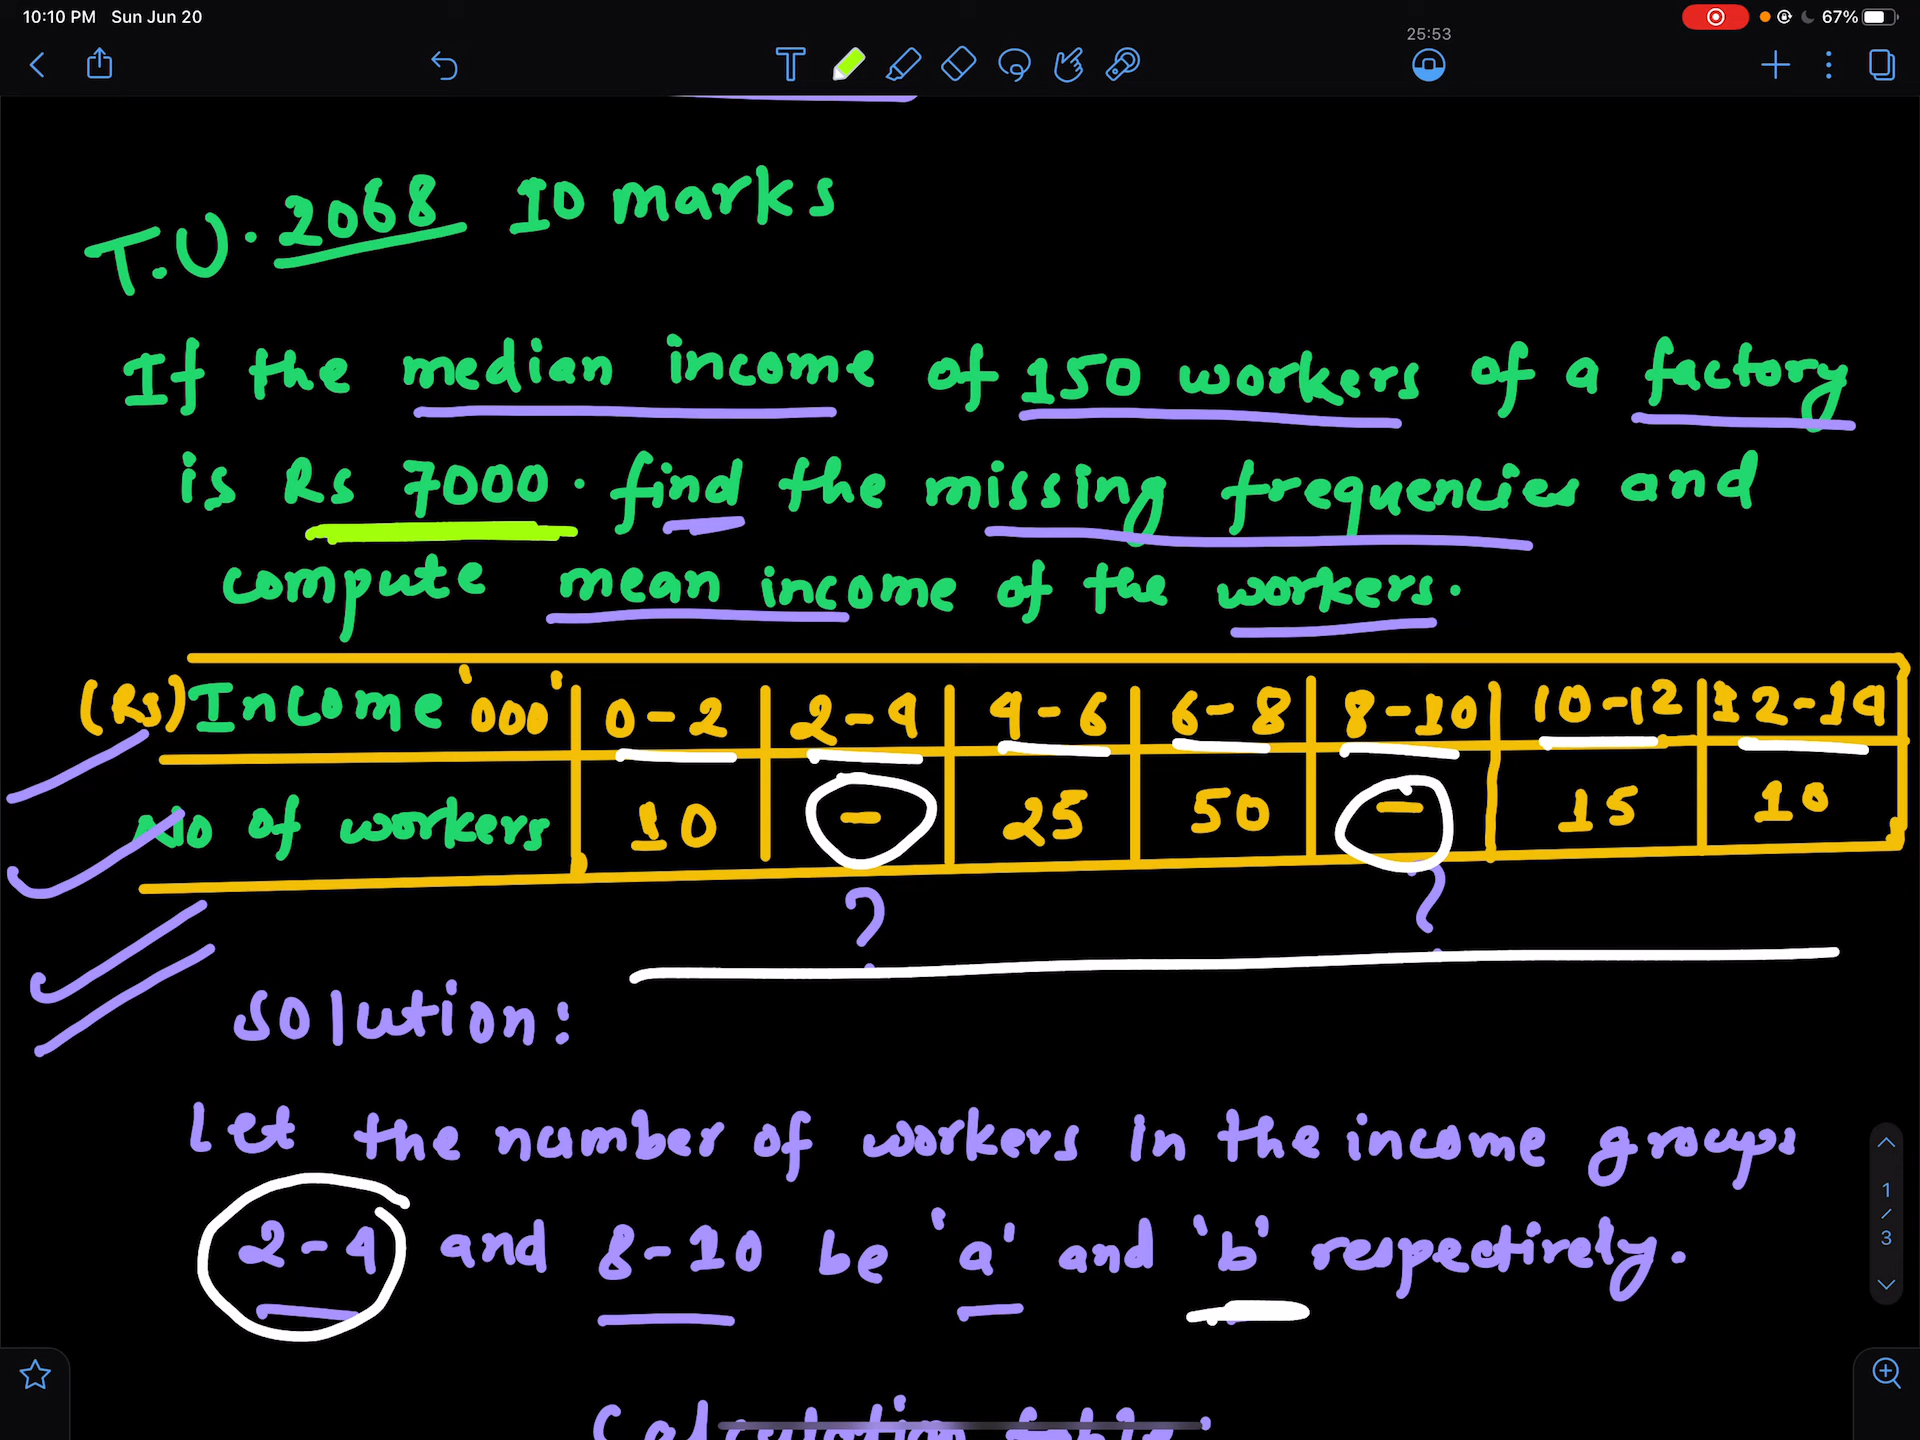 10:10 PM Sun Jun 20
67%
25:53
T.U. 2068 10 marks
If the median income of 150 workers of a factory
is Rs 7000. find the missing frequencies and
compute mean income of the workers.
(Rs) Income '000' 0-2 2-4 4-6 6-8 8-10 10-12 12-14
No of workers 10 - 25 50 - 15 10
? ?
Solution:
Let the number of workers in the income groups
2-4 and 8-10 be 'a' and 'b' respectively.
1
/
3
Calculation table: